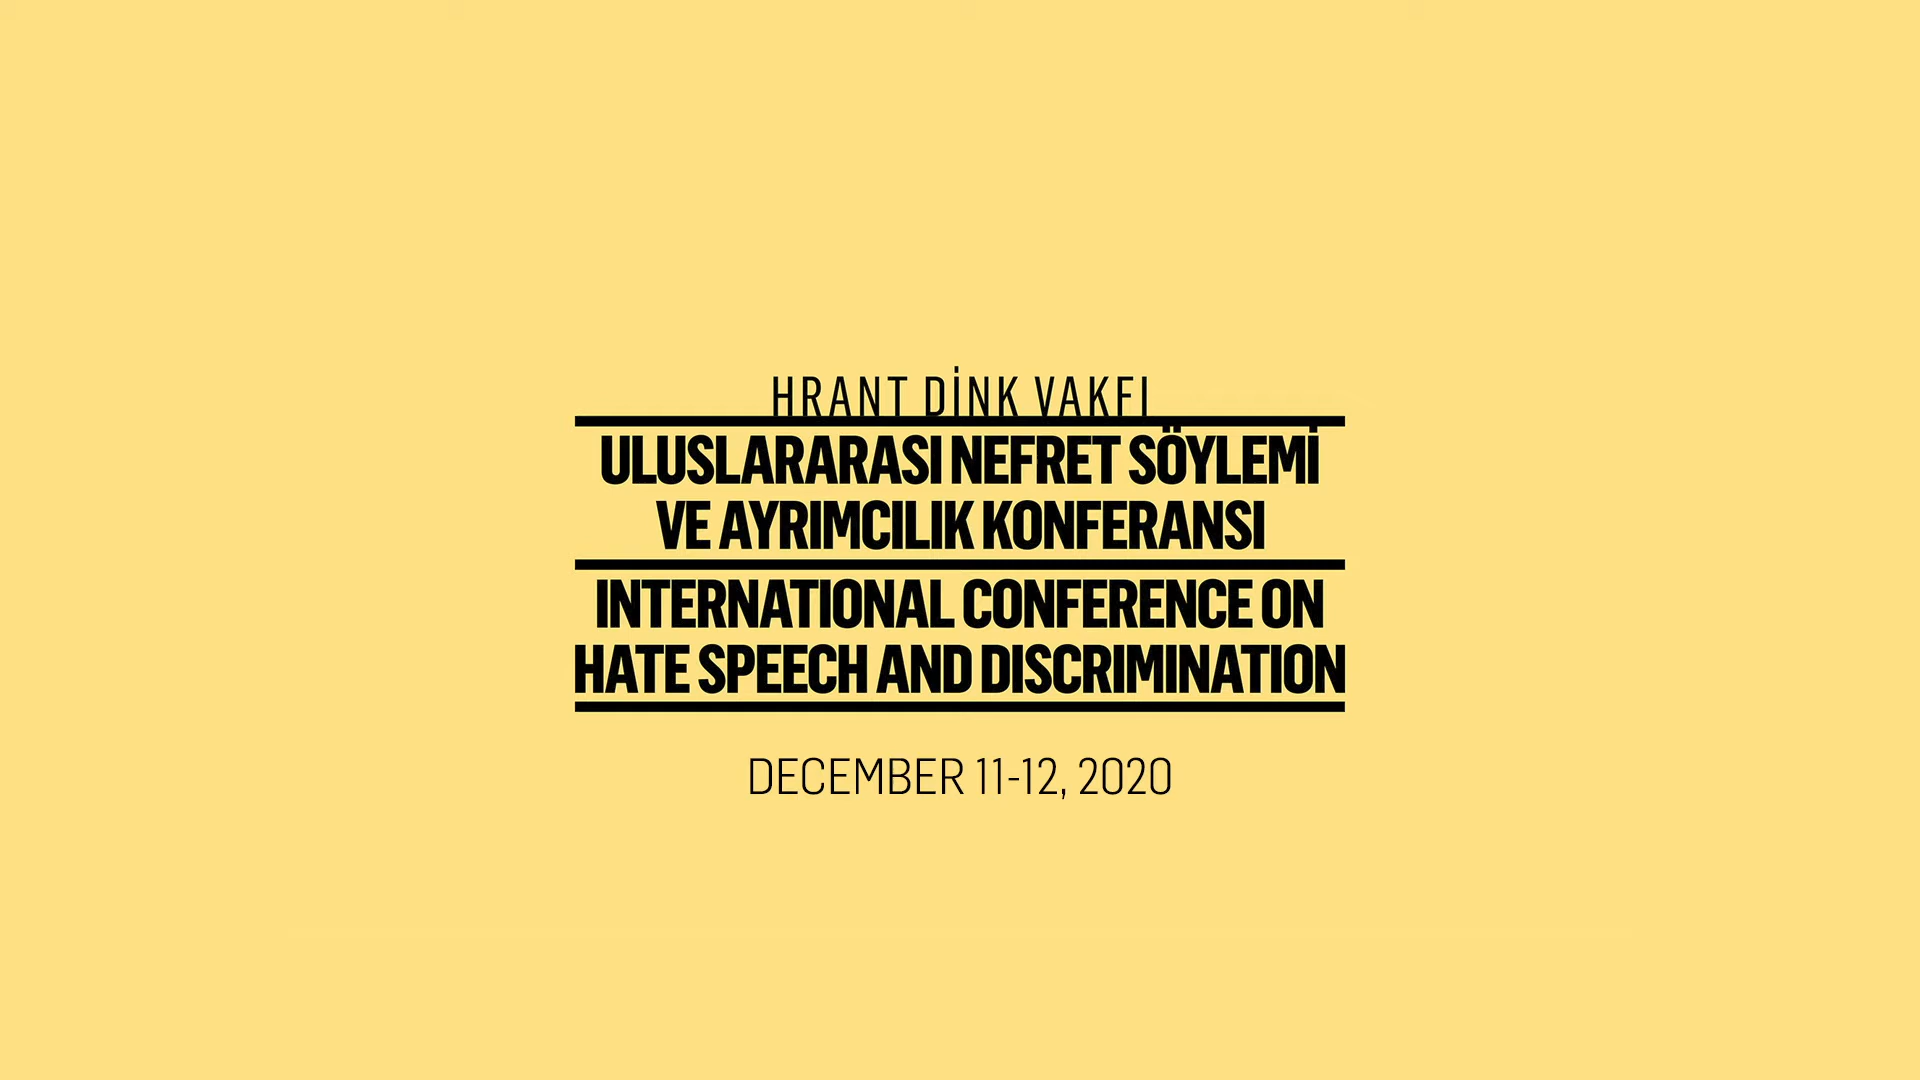 HRANT DİNK VAKFI
ULUSLARARASI NEFRET SÖYLEMİ
VE AYRIMCILIK KONFERANSI
INTERNATIONAL CONFERENCE ON
HATE SPEECH AND DISCRIMINATION
DECEMBER 11-12, 2020